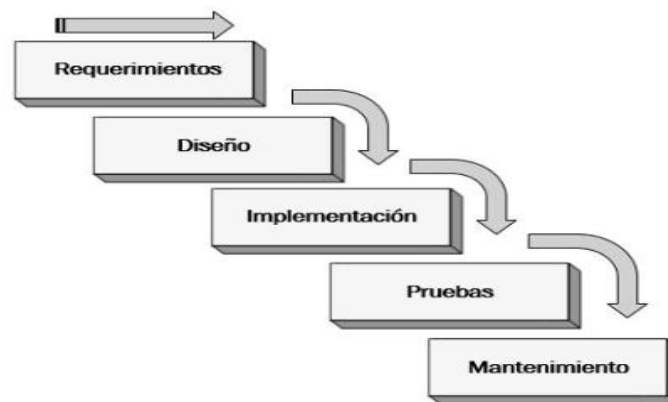 Requerimientos
Diseño
Implementación
Pruebas
Mantenimiento